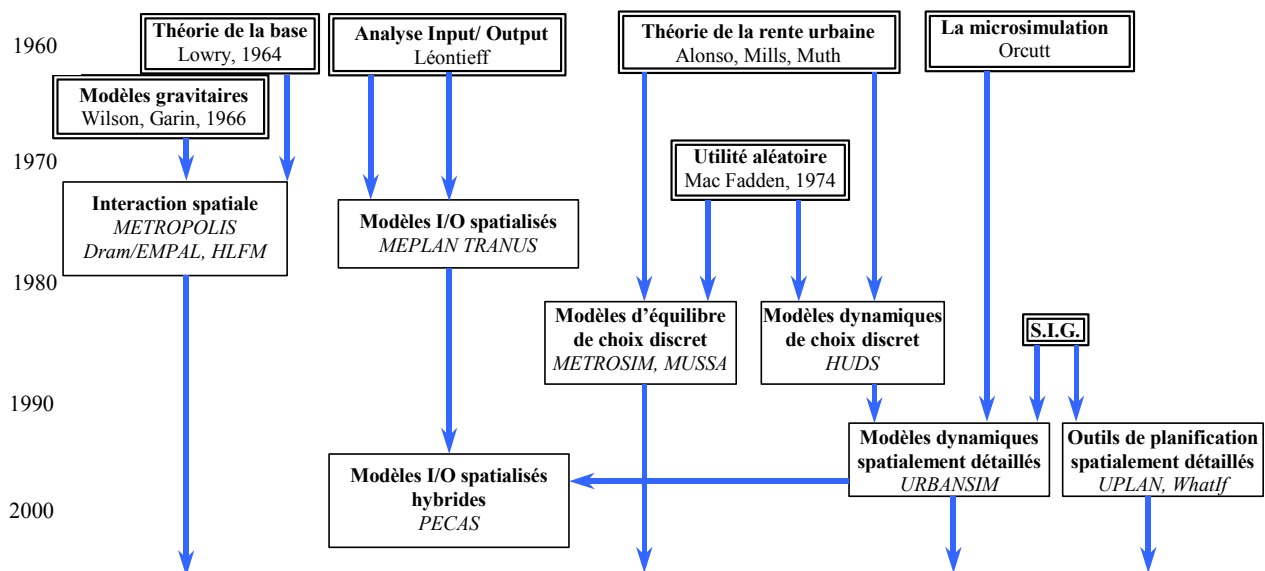 1960
Théorie de la base
Lowry, 1964
Analyse Input/ Output
Léontieff
Théorie de la rente urbaine
Alonso, Mills, Muth
La microsimulation
Orcutt
Modèles gravitaires
Wilson, Garin, 1966
1970
Utilité aléatoire
Mac Fadden, 1974
Interaction spatiale
METROPOLIS
Dram/EMPAL, HLFM
Modèles I/O spatialisés
MEPLAN TRANUS
1980
Modèles d'équilibre
de choix discret
METROSIM, MUSSA
Modèles dynamiques
de choix discret
HUDS
S.I.G.
1990
Modèles dynamiques
spatialement détaillés
URBANSIM
Outils de planification
spatialement détaillés
UPLAN, WhatIf
Modèles I/O spatialisés
hybrides
PECAS
2000